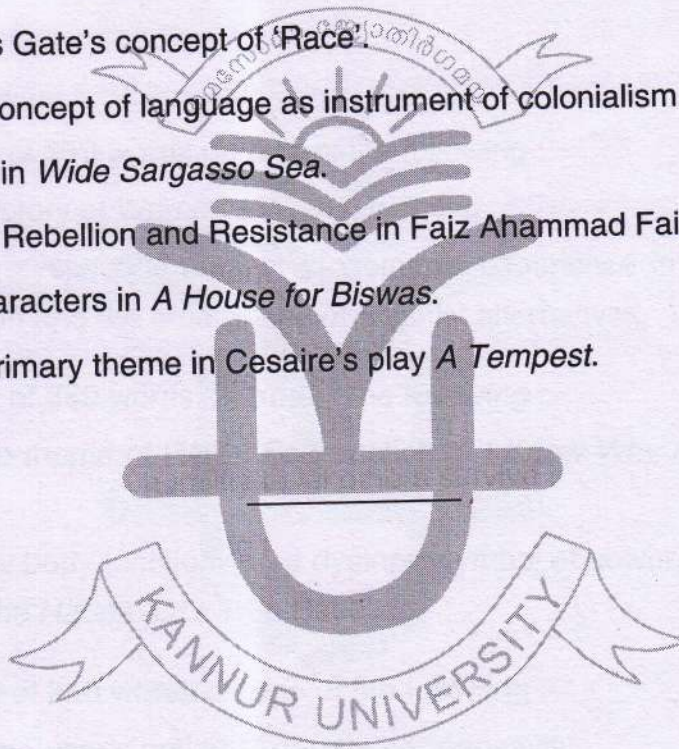 s Gate's concept of 'Race'.
oncept of language as instrument of colonialism
in Wide Sargasso Sea.
Rebellion and Resistance in Faiz Ahammad Fai
aracters in A House for Biswas.
rimary theme in Cesaire's play A Tempest.
KANNUR UNIVERSITY